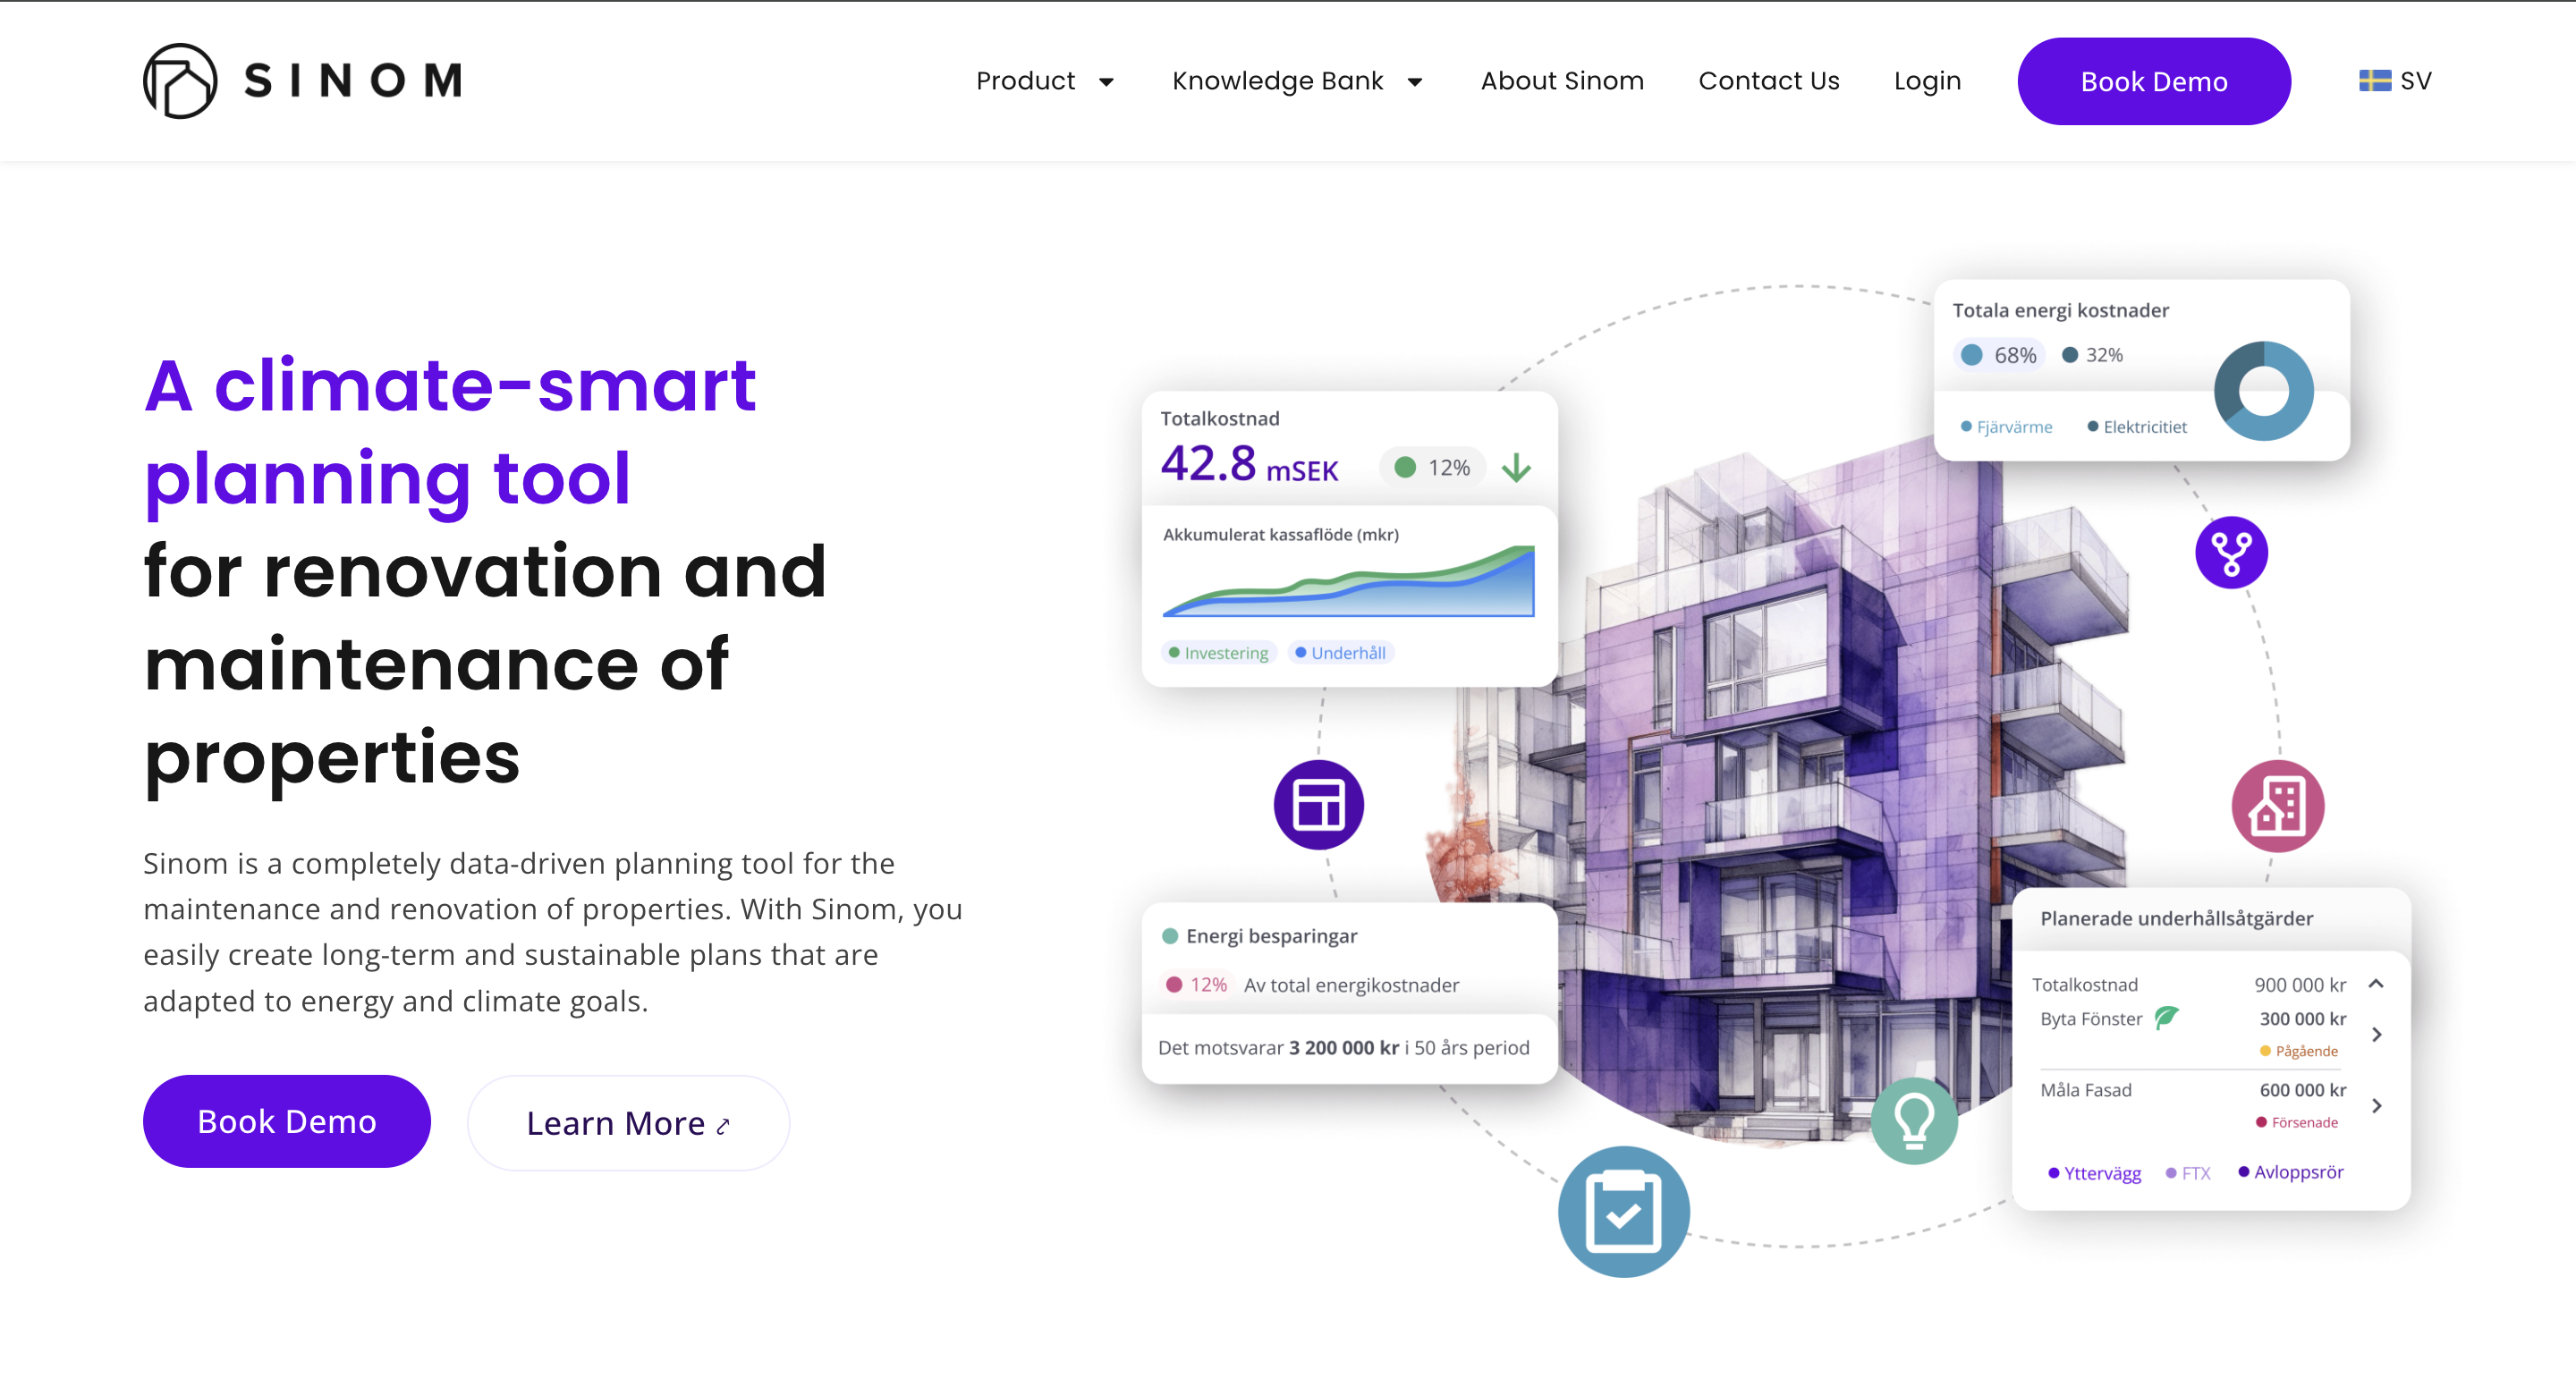 SINOM
Product
Knowledge Bank
About Sinom
Contact Us
Login
Book Demo
SV
A climate-smart
planning tool
for renovation and
maintenance of
properties
Sinom is a completely data-driven planning tool for the
maintenance and renovation of properties. With Sinom, you
easily create long-term and sustainable plans that are
adapted to energy and climate goals.
Book Demo
Learn More
Totalkostnad
42.8 mSEK
12%
Akkumulerat kassaflöde (mkr)
Investering
Underhåll
Totala energi kostnader
68%
32%
Fjärvärme
Elektricitiet
Energi besparingar
12% Av total energikostnader
Det motsvarar 3 200 000 kr i 50 års period
Planerade underhållsåtgärder
Totalkostnad 900 000 kr
Byta Fönster 300 000 kr
Pågående
Måla Fasad 600 000 kr
Försenade
Yttervägg
FTX
Avloppsrör